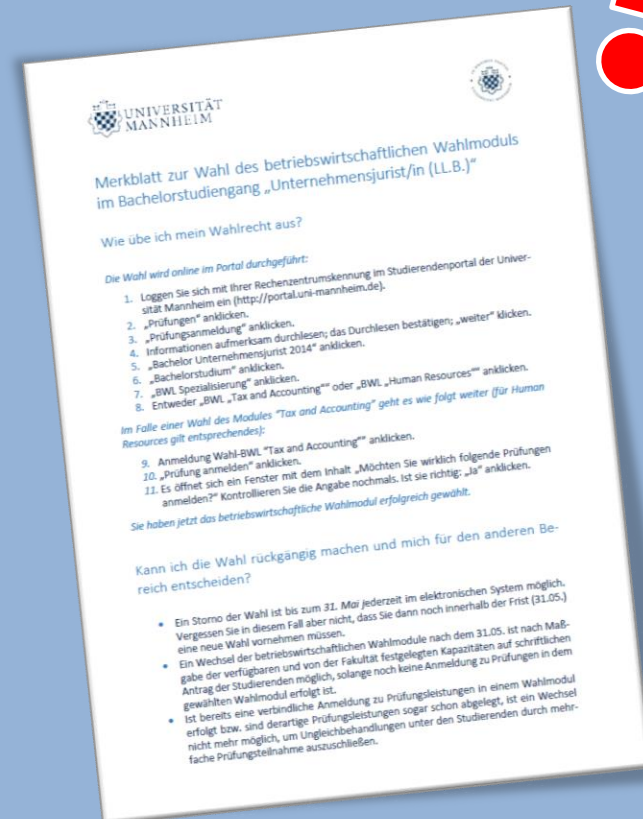 UNIVERSITÄT
MANNHEIM
Merkblatt zur Wahl des betriebswirtschaftlichen Wahlmoduls
im Bachelorstudiengang „Unternehmensjurist/in (LL.B.)“
Wie übe ich mein Wahlrecht aus?
Die Wahl wird online im Portal durchgeführt:
1. Loggen Sie sich mit Ihrer Rechenzentrumskennung im Studierendenportal der Univer-
sität Mannheim ein (http://portal.uni-mannheim.de).
2. „Prüfungen“ anklicken.
3. „Prüfungsanmeldung“ anklicken.
4. Informationen aufmerksam durchlesen; das Durchlesen bestätigen; „weiter“ klicken.
5. „Bachelor Unternehmensjurist 2014“ anklicken.
6. „Bachelorstudium“ anklicken.
7. „BWL Spezialisierung“ anklicken.
8. Entweder „BWL „Tax and Accounting““ oder „BWL „Human Resources““ anklicken.
Im Falle einer Wahl des Modules “Tax and Accounting” geht es wie folgt weiter (für Human
Resources gilt entsprechendes):
9. Anmeldung Wahl-BWL “Tax and Accounting““ anklicken.
10. „Prüfung anmelden“ anklicken.
11. Es öffnet sich ein Fenster mit dem Inhalt „Möchten Sie wirklich folgende Prüfungen
anmelden?“ Kontrollieren Sie die Angabe nochmals. Ist sie richtig: „Ja“ anklicken.
Sie haben jetzt das betriebswirtschaftliche Wahlmodul erfolgreich gewählt.
Kann ich die Wahl rückgängig machen und mich für den anderen Be-
reich entscheiden?
• Ein Storno der Wahl ist bis zum 31. Mai jederzeit im elektronischen System möglich.
Vergessen Sie in diesem Fall aber nicht, dass Sie dann noch innerhalb der Frist (31.05.)
eine neue Wahl vornehmen müssen.
• Ein Wechsel der betriebswirtschaftlichen Wahlmodule nach dem 31.05. ist nach Maß-
gabe der verfügbaren und von der Fakultät festgelegten Kapazitäten auf schriftlichen
Antrag der Studierenden möglich, solange noch keine Anmeldung zu Prüfungen in dem
gewählten Wahlmodul erfolgt ist.
• Ist bereits eine verbindliche Anmeldung zu Prüfungsleistungen in einem Wahlmodul
erfolgt bzw. sind derartige Prüfungsleistungen sogar schon abgelegt, ist ein Wechsel
nicht mehr möglich, um Ungleichbehandlungen unter den Studierenden durch mehr-
fache Prüfungsteilnahme auszuschließen.